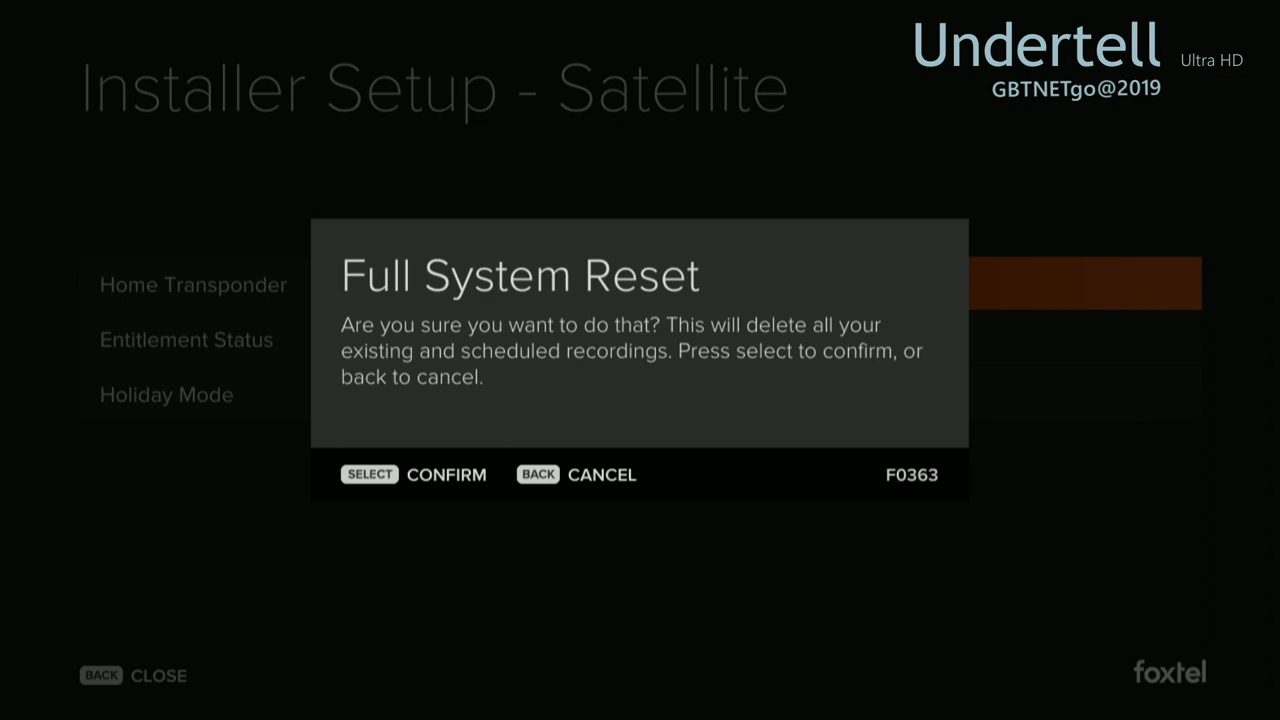 Undertell Ultra HD
GBTNETgo@2019
Installer Setup - Satellite
Home Transponder
Entitlement Status
Holiday Mode
Full System Reset
Are you sure you want to do that? This will delete all your
existing and scheduled recordings. Press select to confirm, or
back to cancel.
SELECT CONFIRM BACK CANCEL F0363
BACK CLOSE
foxtel